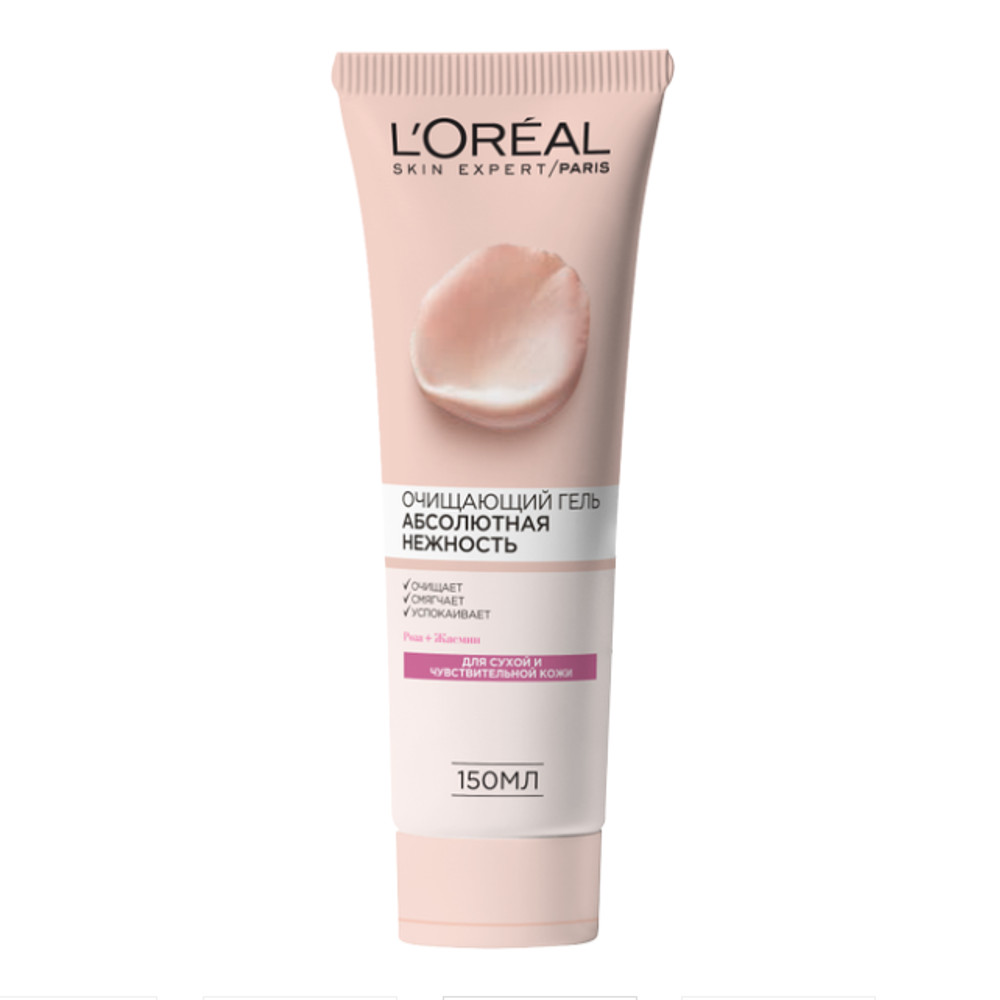 L'ORÉAL
SKIN EXPERT/PARIS
ОЧИЩАЮЩИЙ ГЕЛЬ
АБСОЛЮТНАЯ
НЕЖНОСТЬ
✓ОЧИЩАЕТ
✓СМЯГЧАЕТ
✓УСПОКАИВАЕТ
Роза + Жасмин
ДЛЯ СУХОЙ И
ЧУВСТВИТЕЛЬНОЙ КОЖИ
150МЛ